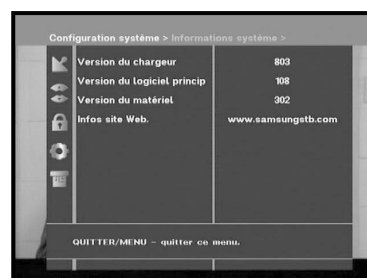 Configuration système > Informations système >
Version du chargeur 803
Version du logiciel princip 108
Version du matériel 302
Infos site Web. www.samsungstb.com
QUITTER/MENU – quitter ce menu.